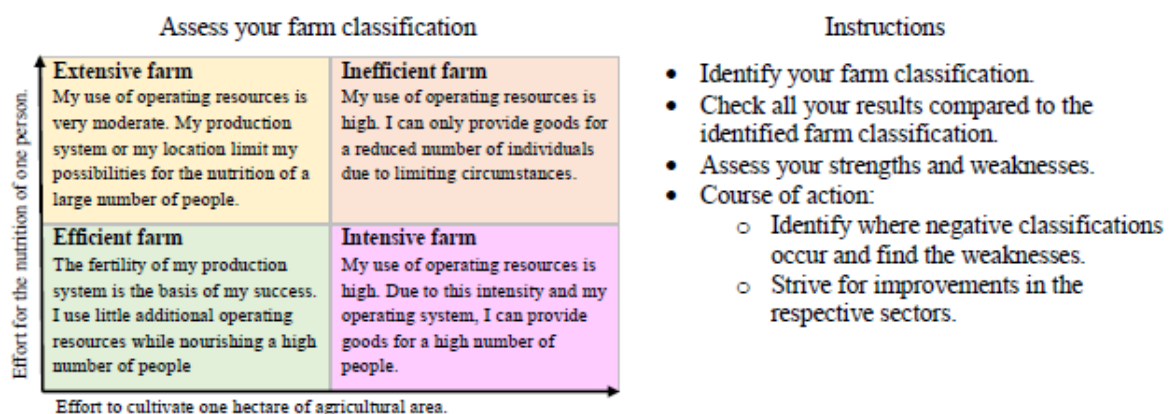 Assess your farm classification
Effort for the nutrition of one person.
Extensive farm
My use of operating resources is
very moderate. My production
system or my location limit my
possibilities for the nutrition of a
large number of people.
Inefficient farm
My use of operating resources is
high. I can only provide goods for
a reduced number of individuals
due to limiting circumstances.
Efficient farm
The fertility of my production
system is the basis of my success.
I use little additional operating
resources while nourishing a high
number of people
Intensive farm
My use of operating resources is
high. Due to this intensity and my
operating system, I can provide
goods for a high number of
people.
Effort to cultivate one hectare of agricultural area.
Instructions
• Identify your farm classification.
• Check all your results compared to the
identified farm classification.
• Assess your strengths and weaknesses.
• Course of action:
o Identify where negative classifications
occur and find the weaknesses.
o Strive for improvements in the
respective sectors.